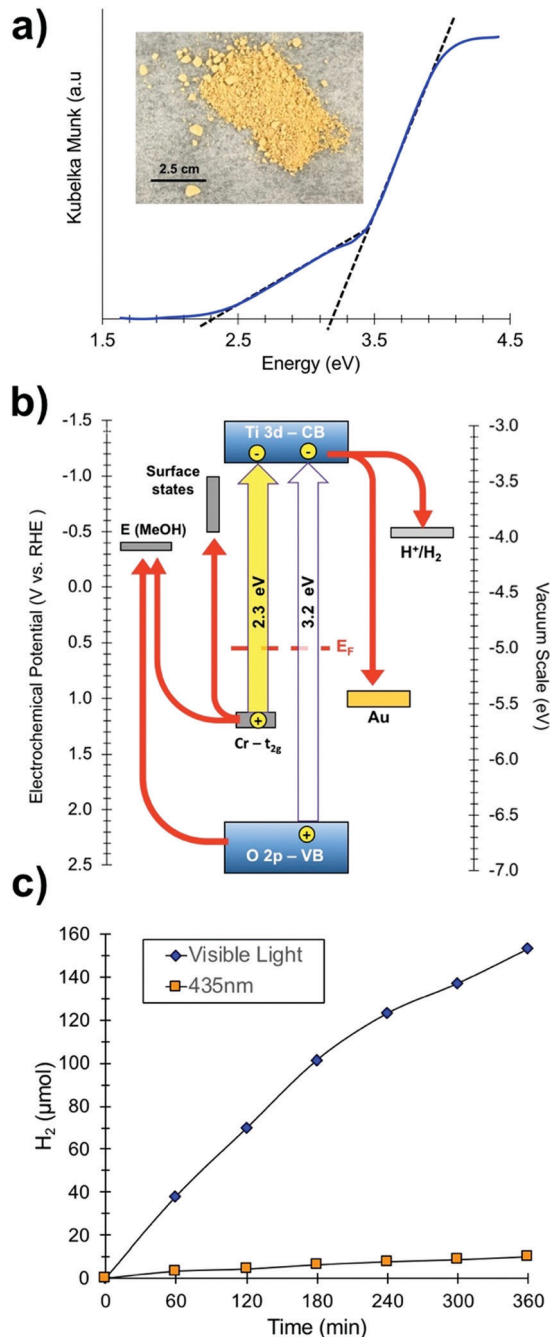 a)
Kubelka Munk (a.u
2.5 cm
1.5 2.5 3.5 4.5
Energy (eV)
b)
Electrochemical Potential (V vs. RHE)
-1.5
-1.0
-0.5
0.0
0.5
1.0
1.5
2.0
2.5
Ti 3d – CB
- -
Surface
states
E (MeOH)
2.3 eV
3.2 eV
H⁺/H₂
E_F
Au
+
Cr – t₂g
+
O 2p – VB
-3.0
-3.5
-4.0
-4.5
-5.0
-5.5
-6.0
-6.5
-7.0
Vacuum Scale (eV)
c)
H₂ (µmol)
160
140
120
100
80
60
40
20
0
Visible Light
435nm
0 60 120 180 240 300 360
Time (min)